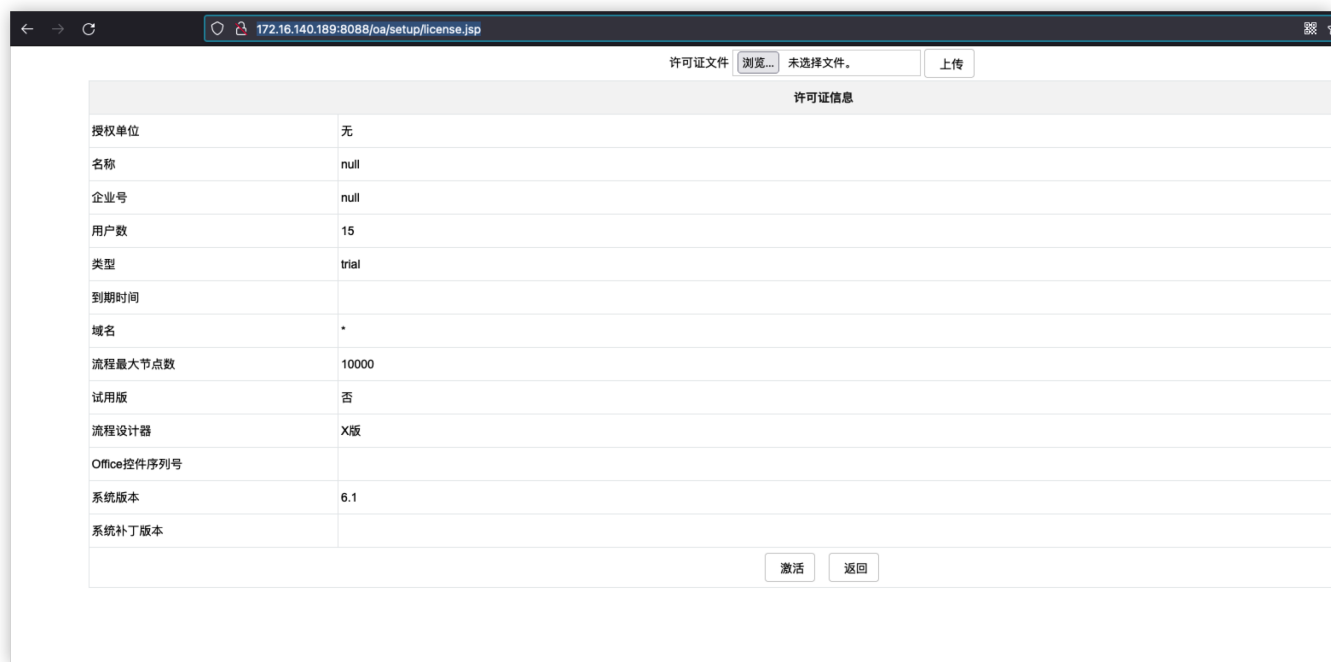 172.16.140.189:8088/oa/setup/license.jsp
许可证文件 浏览... 未选择文件。 上传
许可证信息
授权单位 无
名称 null
企业号 null
用户数 15
类型 trial
到期时间
域名 *
流程最大节点数 10000
试用版 否
流程设计器 X版
Office控件序列号
系统版本 6.1
系统补丁版本
激活 返回